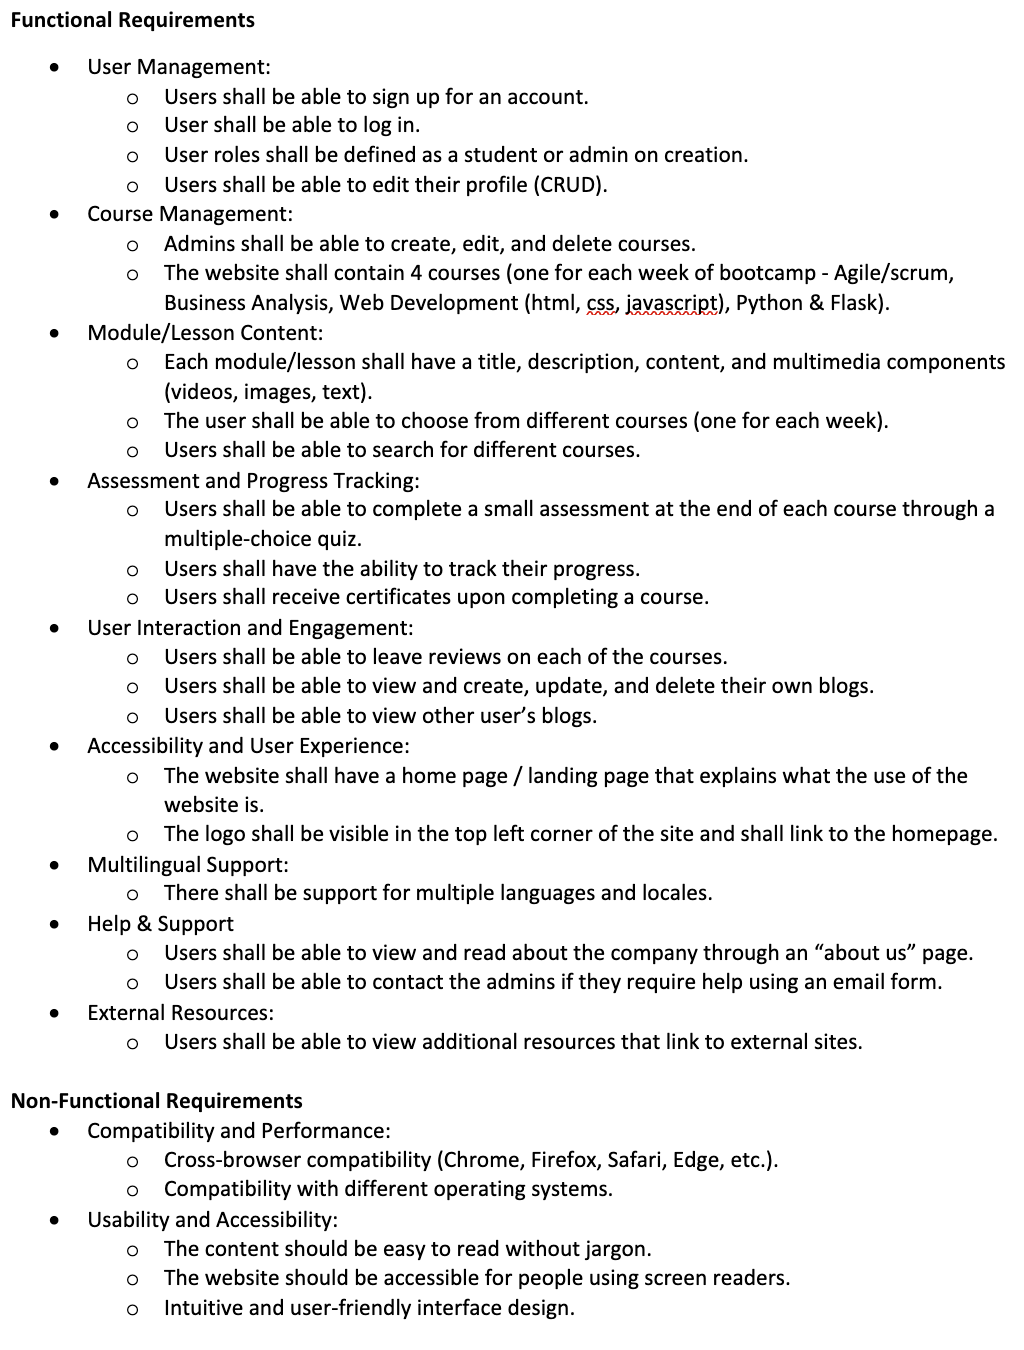 Functional Requirements
• User Management:
o Users shall be able to sign up for an account.
o User shall be able to log in.
o User roles shall be defined as a student or admin on creation.
o Users shall be able to edit their profile (CRUD).
• Course Management:
o Admins shall be able to create, edit, and delete courses.
o The website shall contain 4 courses (one for each week of bootcamp - Agile/scrum,
Business Analysis, Web Development (html, css, javascript), Python & Flask).
• Module/Lesson Content:
o Each module/lesson shall have a title, description, content, and multimedia components
(videos, images, text).
o The user shall be able to choose from different courses (one for each week).
o Users shall be able to search for different courses.
• Assessment and Progress Tracking:
o Users shall be able to complete a small assessment at the end of each course through a
multiple-choice quiz.
o Users shall have the ability to track their progress.
o Users shall receive certificates upon completing a course.
• User Interaction and Engagement:
o Users shall be able to leave reviews on each of the courses.
o Users shall be able to view and create, update, and delete their own blogs.
o Users shall be able to view other user’s blogs.
• Accessibility and User Experience:
o The website shall have a home page / landing page that explains what the use of the
website is.
o The logo shall be visible in the top left corner of the site and shall link to the homepage.
• Multilingual Support:
o There shall be support for multiple languages and locales.
• Help & Support
o Users shall be able to view and read about the company through an “about us” page.
o Users shall be able to contact the admins if they require help using an email form.
• External Resources:
o Users shall be able to view additional resources that link to external sites.
Non-Functional Requirements
• Compatibility and Performance:
o Cross-browser compatibility (Chrome, Firefox, Safari, Edge, etc.).
o Compatibility with different operating systems.
• Usability and Accessibility:
o The content should be easy to read without jargon.
o The website should be accessible for people using screen readers.
o Intuitive and user-friendly interface design.